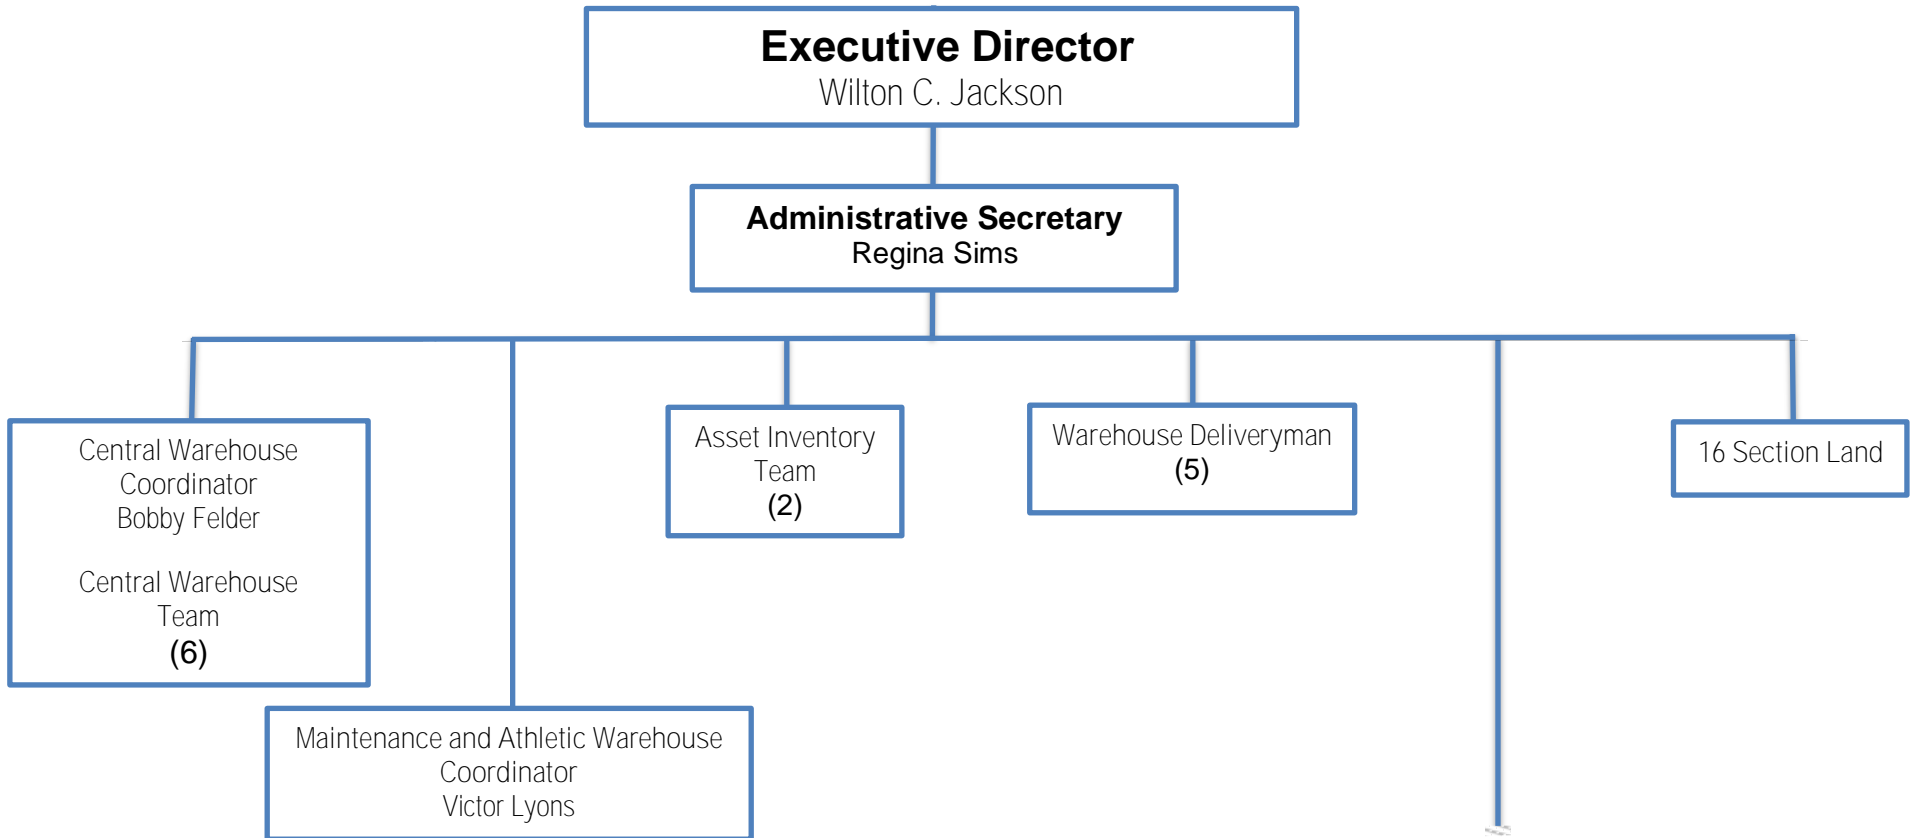 Executive Director
Wilton C. Jackson
Administrative Secretary
Regina Sims
Central Warehouse
Coordinator
Bobby Felder
Central Warehouse
Team
(6)
Maintenance and Athletic Warehouse
Coordinator
Victor Lyons
Asset Inventory
Team
(2)
Warehouse Deliveryman
(5)
16 Section Land